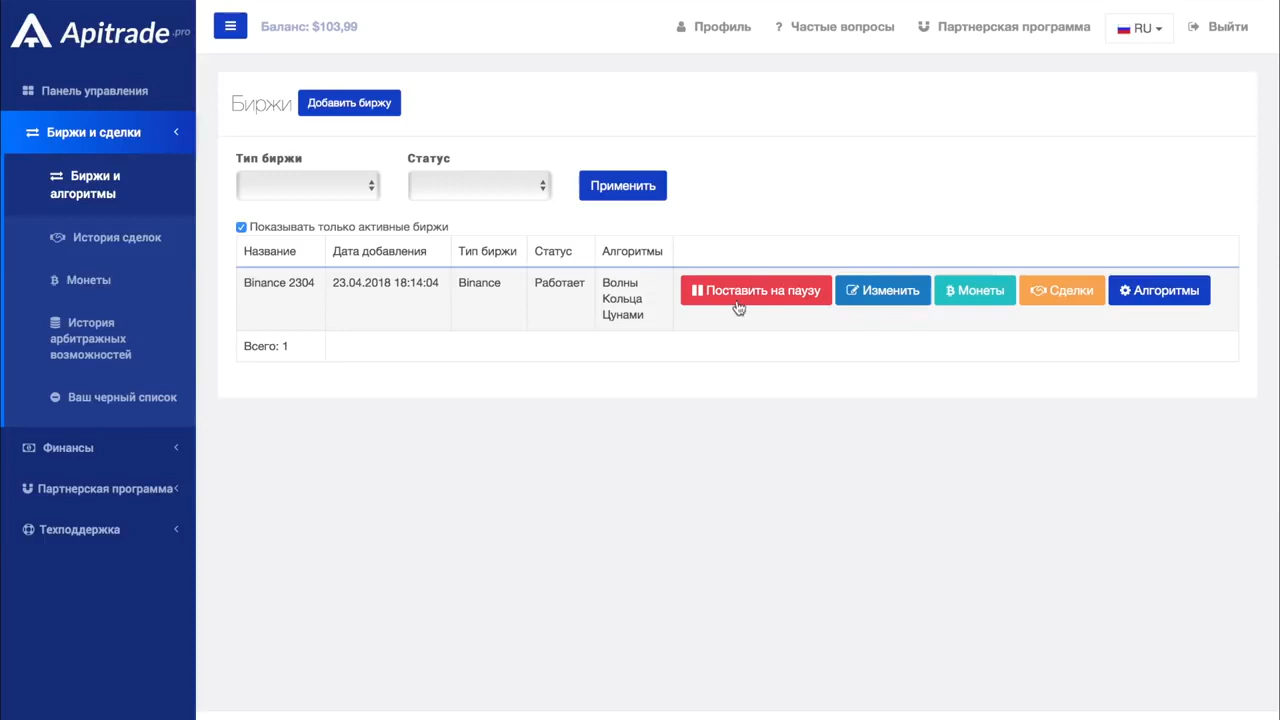 Apitrade.pro
Баланс: $103,99
Профиль
? Частые вопросы
Партнерская программа
RU
Выйти
Панель управления
Биржи и сделки
Биржи и
алгоритмы
История сделок
Монеты
История
арбитражных
возможностей
Ваш черный список
Финансы
Партнерская программа
Техподдержка
Биржи
Добавить биржу
Тип биржи
Статус
Применить
Показывать только активные биржи
Название Дата добавления Тип биржи Статус Алгоритмы
Binance 2304 23.04.2018 18:14:04 Binance Работает Волны
Кольца
Цунами
Поставить на паузу Изменить Монеты Сделки Алгоритмы
Всего: 1